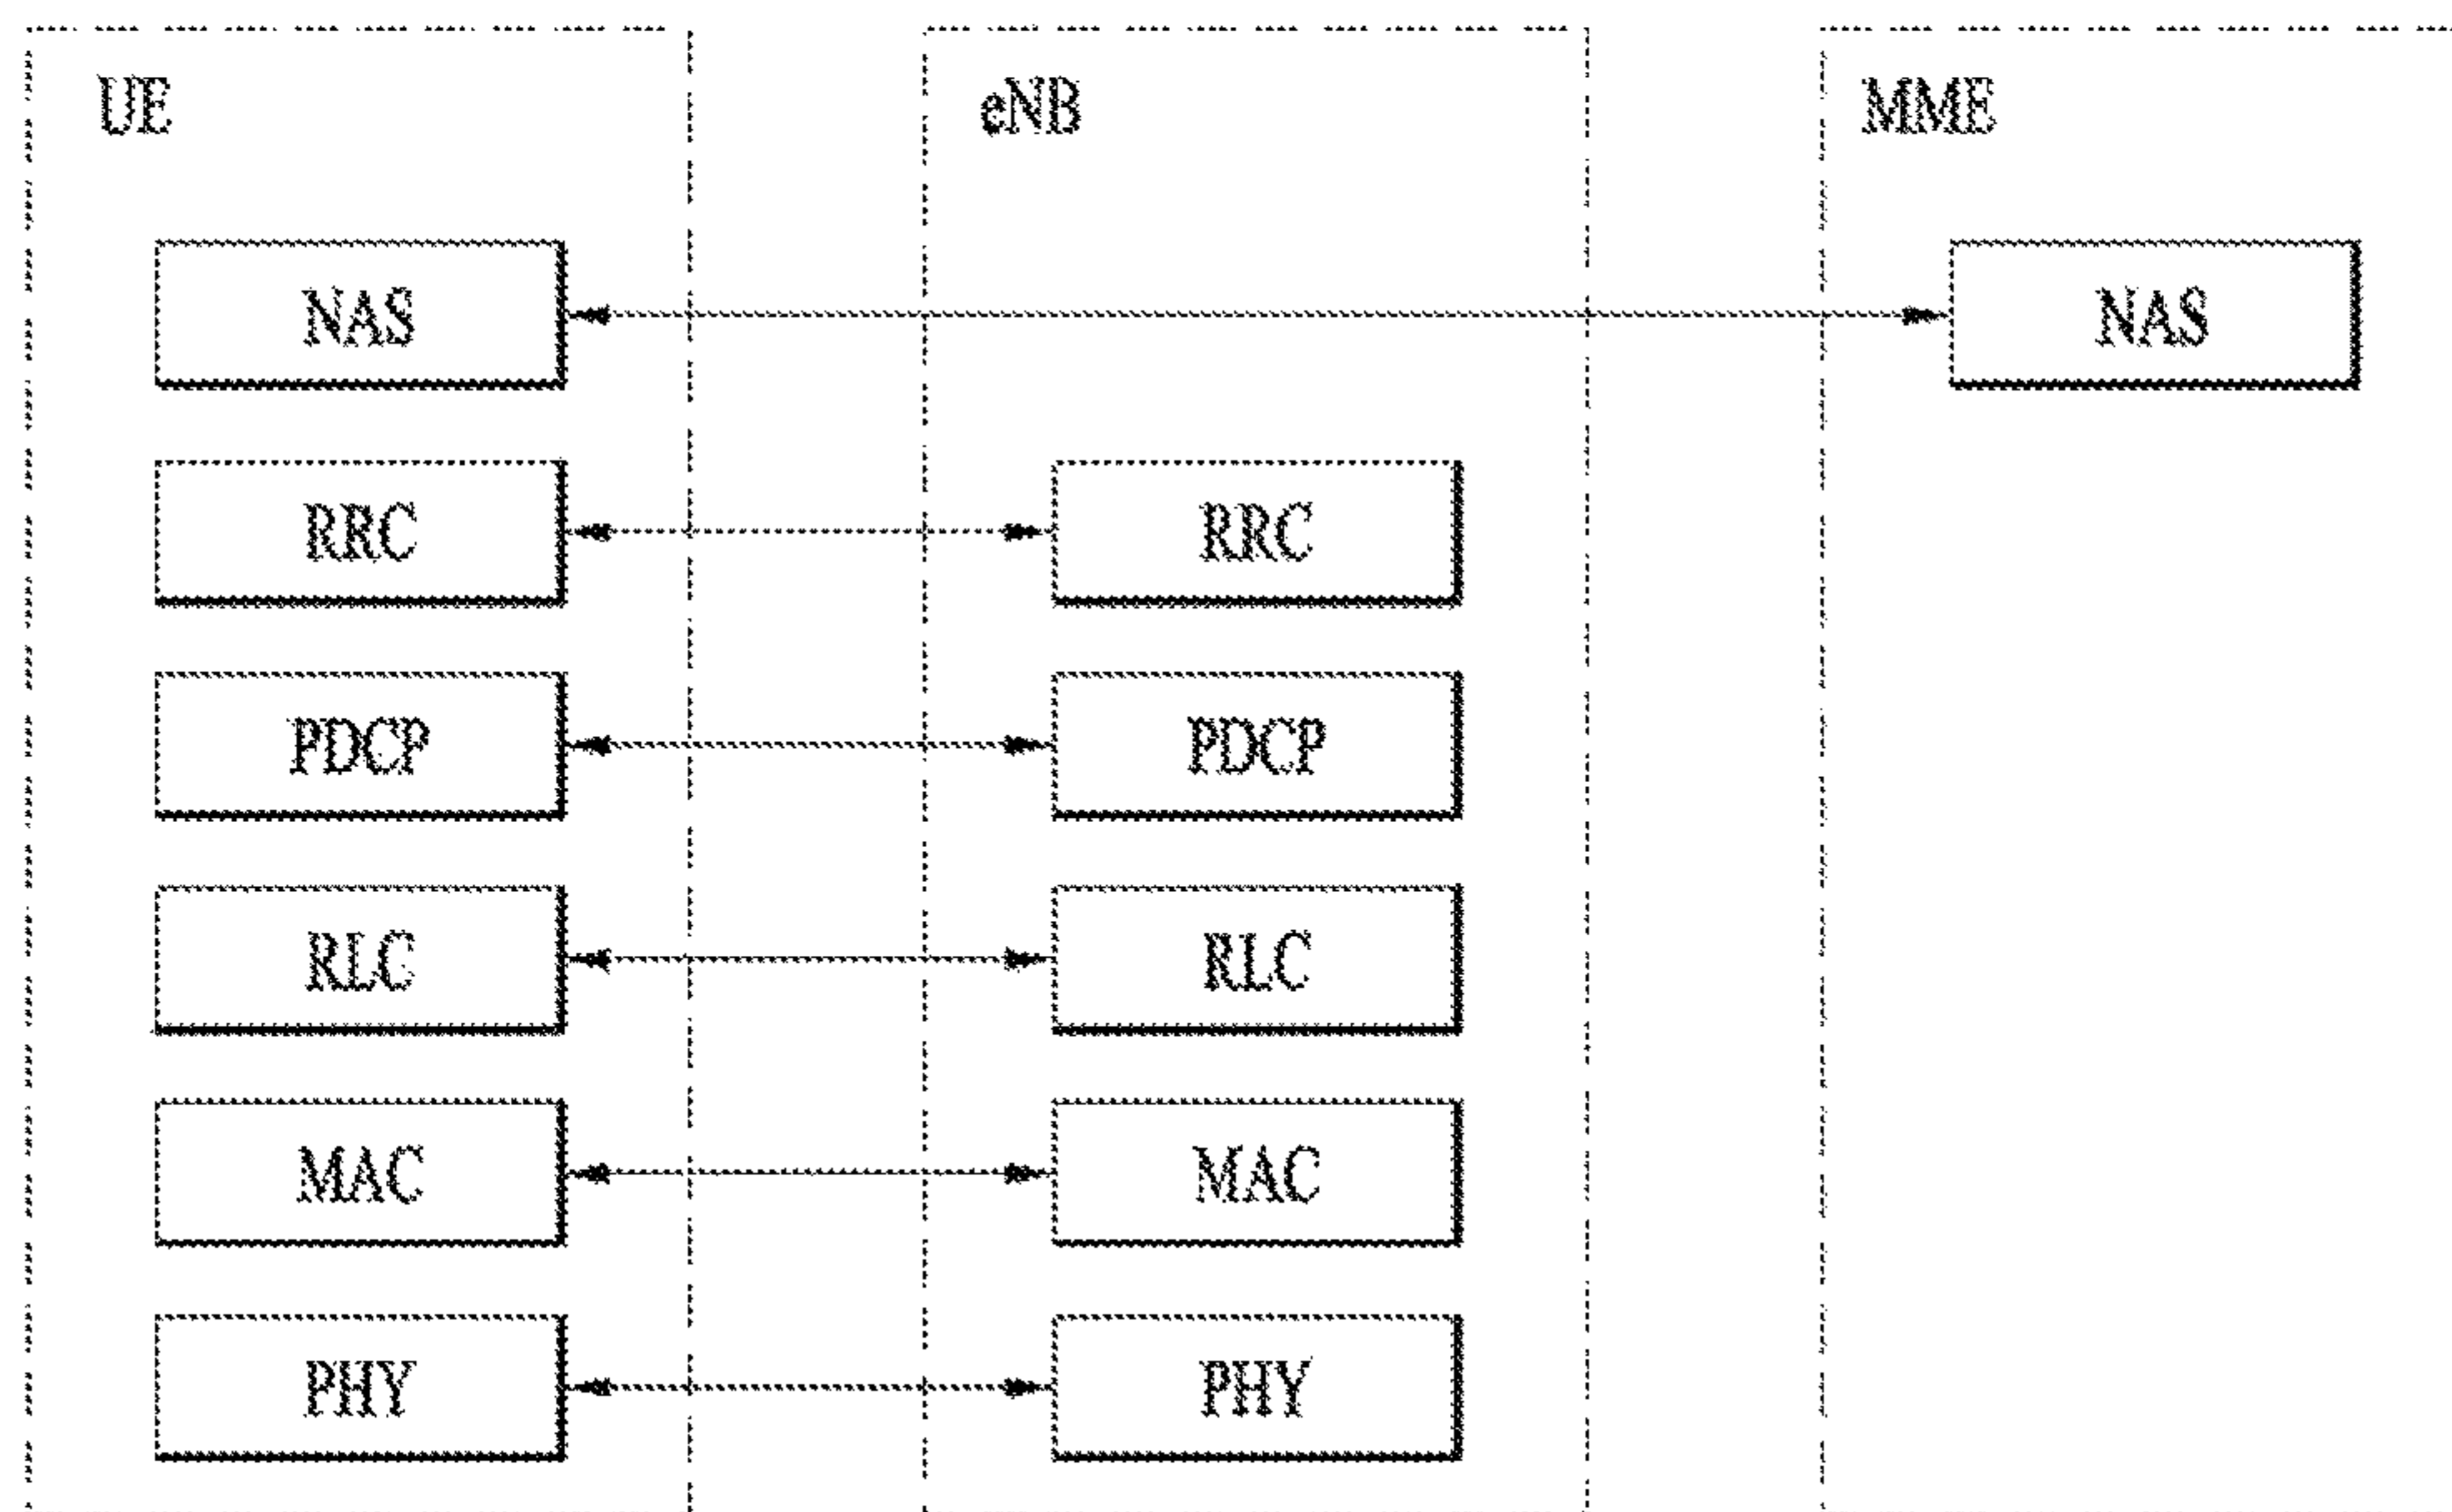 UE eNB MME
NAS NAS
RRC RRC
PDCP PDCP
RLC RLC
MAC MAC
PHY PHY